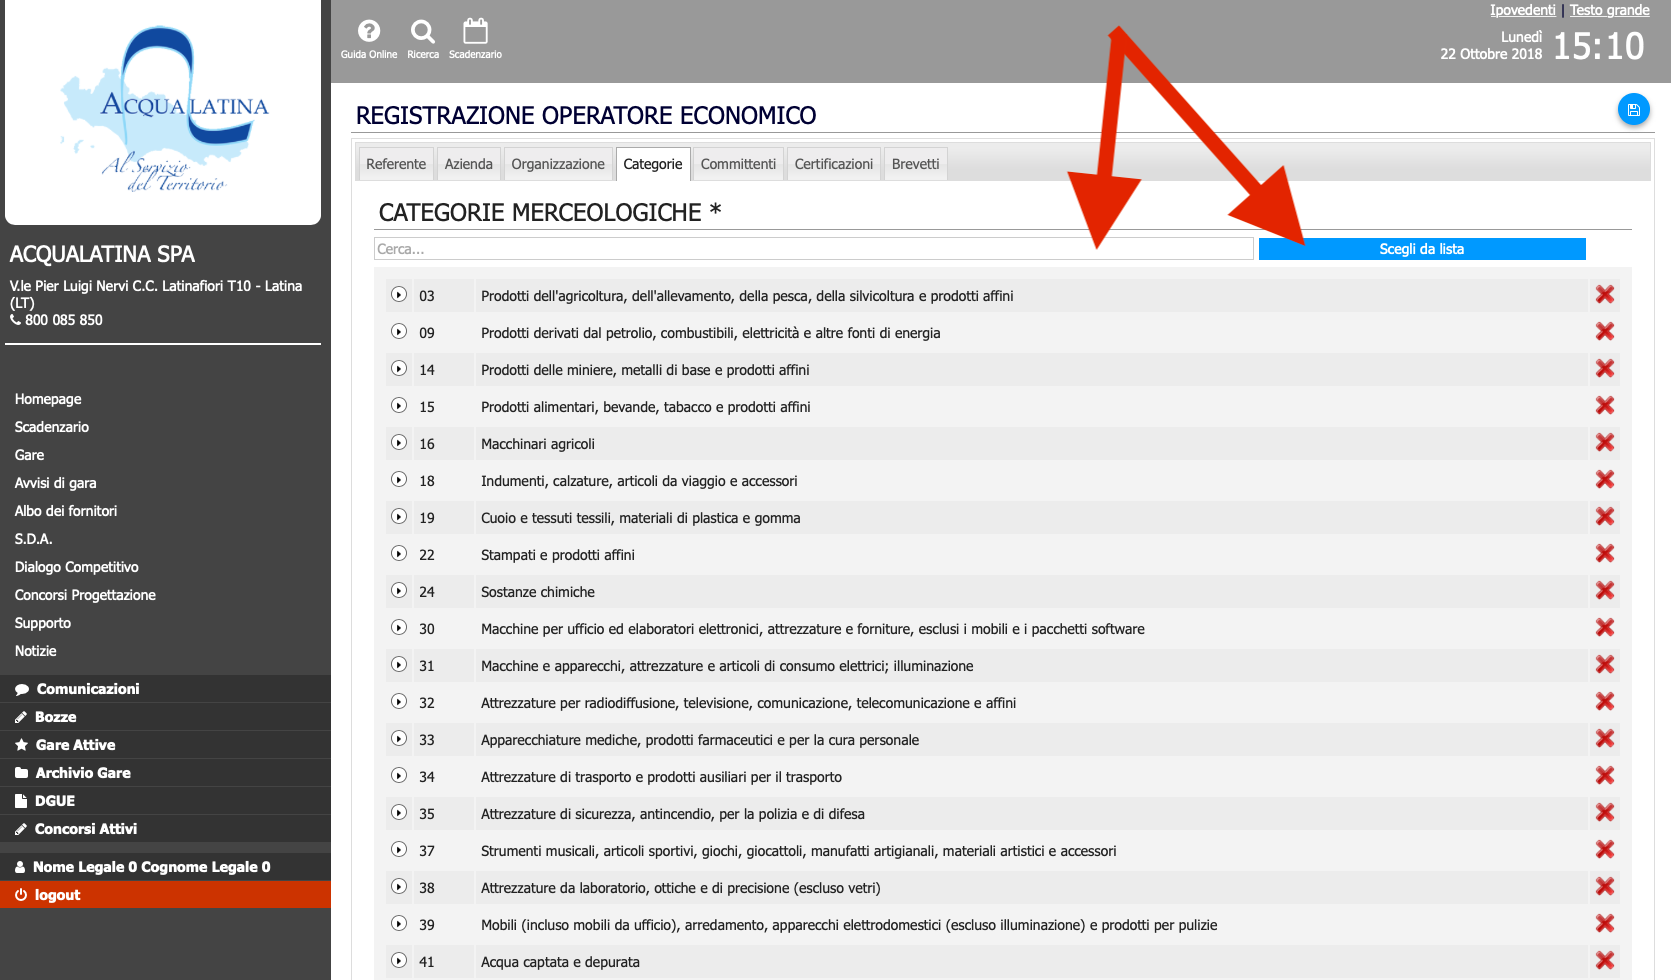 ACQUALATINA
Al Servizio
del Territorio
ACQUALATINA SPA
V.le Pier Luigi Nervi C.C. Latinafiori T10 - Latina
(LT)
800 085 850
Homepage
Scadenzario
Gare
Avvisi di gara
Albo dei fornitori
S.D.A.
Dialogo Competitivo
Concorsi Progettazione
Supporto
Notizie
Comunicazioni
Bozze
Gare Attive
Archivio Gare
DGUE
Concorsi Attivi
Nome Legale 0 Cognome Legale 0
logout
Guida Online Ricerca Scadenzario
Ipovedenti | Testo grande
Lunedì
22 Ottobre 2018 15:10
REGISTRAZIONE OPERATORE ECONOMICO
Referente Azienda Organizzazione Categorie Committenti Certificazioni Brevetti
CATEGORIE MERCEOLOGICHE *
Cerca... Scegli da lista
03 Prodotti dell'agricoltura, dell'allevamento, della pesca, della silvicoltura e prodotti affini
09 Prodotti derivati dal petrolio, combustibili, elettricità e altre fonti di energia
14 Prodotti delle miniere, metalli di base e prodotti affini
15 Prodotti alimentari, bevande, tabacco e prodotti affini
16 Macchinari agricoli
18 Indumenti, calzature, articoli da viaggio e accessori
19 Cuoio e tessuti tessili, materiali di plastica e gomma
22 Stampati e prodotti affini
24 Sostanze chimiche
30 Macchine per ufficio ed elaboratori elettronici, attrezzature e forniture, esclusi i mobili e i pacchetti software
31 Macchine e apparecchi, attrezzature e articoli di consumo elettrici; illuminazione
32 Attrezzature per radiodiffusione, televisione, comunicazione, telecomunicazione e affini
33 Apparecchiature mediche, prodotti farmaceutici e per la cura personale
34 Attrezzature di trasporto e prodotti ausiliari per il trasporto
35 Attrezzature di sicurezza, antincendio, per la polizia e di difesa
37 Strumenti musicali, articoli sportivi, giochi, giocattoli, manufatti artigianali, materiali artistici e accessori
38 Attrezzature da laboratorio, ottiche e di precisione (escluso vetri)
39 Mobili (incluso mobili da ufficio), arredamento, apparecchi elettrodomestici (escluso illuminazione) e prodotti per pulizie
41 Acqua captata e depurata